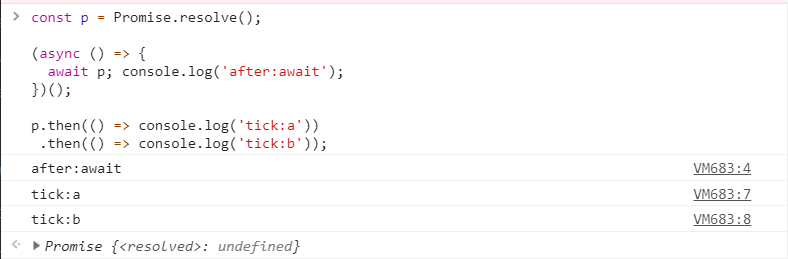 const p = Promise.resolve();
(async () => {
  await p; console.log('after:await');
})();
p.then(() => console.log('tick:a'))
 .then(() => console.log('tick:b'));
after:await VM683:4
tick:a VM683:7
tick:b VM683:8
Promise {<resolved>: undefined}